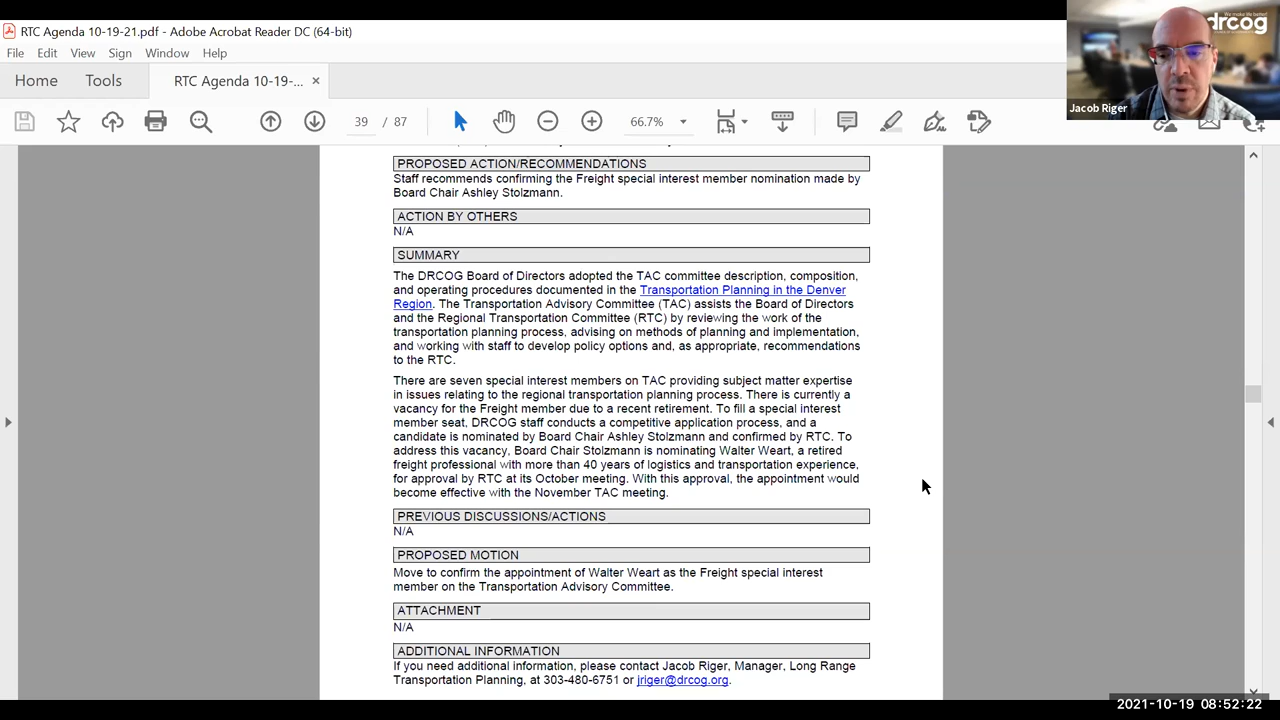 RTC Agenda 10-19-21.pdf - Adobe Acrobat Reader DC (64-bit)
We make life better!
drcog
File Edit View Sign Window Help
Home Tools RTC Agenda 10-19-... ×
Jacob Riger
39 / 87 66.7%
PROPOSED ACTION/RECOMMENDATIONS
Staff recommends confirming the Freight special interest member nomination made by
Board Chair Ashley Stolzmann.
ACTION BY OTHERS
N/A
SUMMARY
The DRCOG Board of Directors adopted the TAC committee description, composition,
and operating procedures documented in the Transportation Planning in the Denver
Region. The Transportation Advisory Committee (TAC) assists the Board of Directors
and the Regional Transportation Committee (RTC) by reviewing the work of the
transportation planning process, advising on methods of planning and implementation,
and working with staff to develop policy options and, as appropriate, recommendations
to the RTC.
There are seven special interest members on TAC providing subject matter expertise
in issues relating to the regional transportation planning process. There is currently a
vacancy for the Freight member due to a recent retirement. To fill a special interest
member seat, DRCOG staff conducts a competitive application process, and a
candidate is nominated by Board Chair Ashley Stolzmann and confirmed by RTC. To
address this vacancy, Board Chair Stolzmann is nominating Walter Weart, a retired
freight professional with more than 40 years of logistics and transportation experience,
for approval by RTC at its October meeting. With this approval, the appointment would
become effective with the November TAC meeting.
PREVIOUS DISCUSSIONS/ACTIONS
N/A
PROPOSED MOTION
Move to confirm the appointment of Walter Weart as the Freight special interest
member on the Transportation Advisory Committee.
ATTACHMENT
N/A
ADDITIONAL INFORMATION
If you need additional information, please contact Jacob Riger, Manager, Long Range
Transportation Planning, at 303-480-6751 or jriger@drcog.org.
2021-10-19 08:52:22